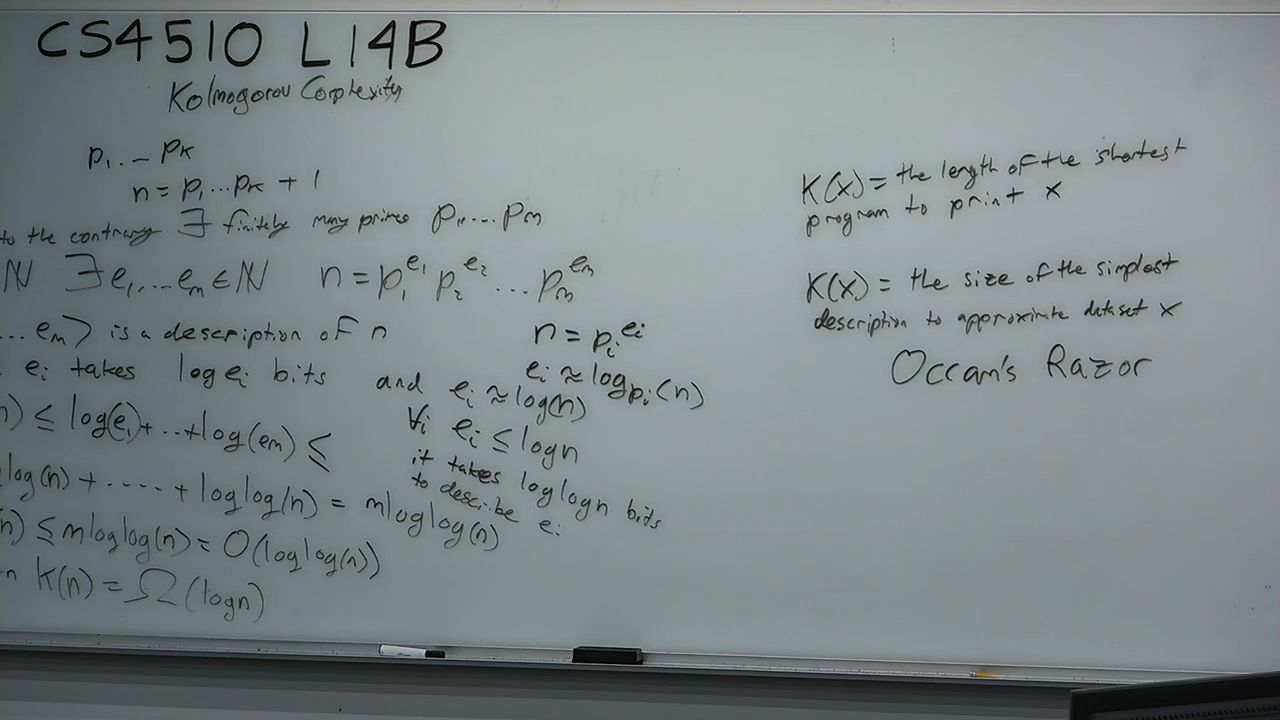 CS4510 L14B
Kolmogorov Complexity
p₁ ... pₖ
n = p₁...pₖ + 1
to the contrary ∃ finitely many primes p₁,...pₘ
ℕ ∃e₁,...eₘ∈ℕ n = p₁^e₁ p₂^e₂ ... pₘ^eₘ
... eₘ⟩ is a description of n
eᵢ takes log eᵢ bits and eᵢ ≈ log(n)
n) ≤ log(e₁)+...+log(eₘ) ≤
log(n) + ..... + loglog(n) = mloglog(n)
n) ≤ mloglog(n) = O(loglog(n))
n K(n) = Ω(logn)
n = pᵢ^eᵢ
eᵢ ≈ log_pᵢ(n)
∀i eᵢ ≤ logn
it takes loglogn bits
to describe eᵢ
K(x) = the length of the shortest
program to print x
K(x) = the size of the simplest
description to approximate dataset x
Occam's Razor